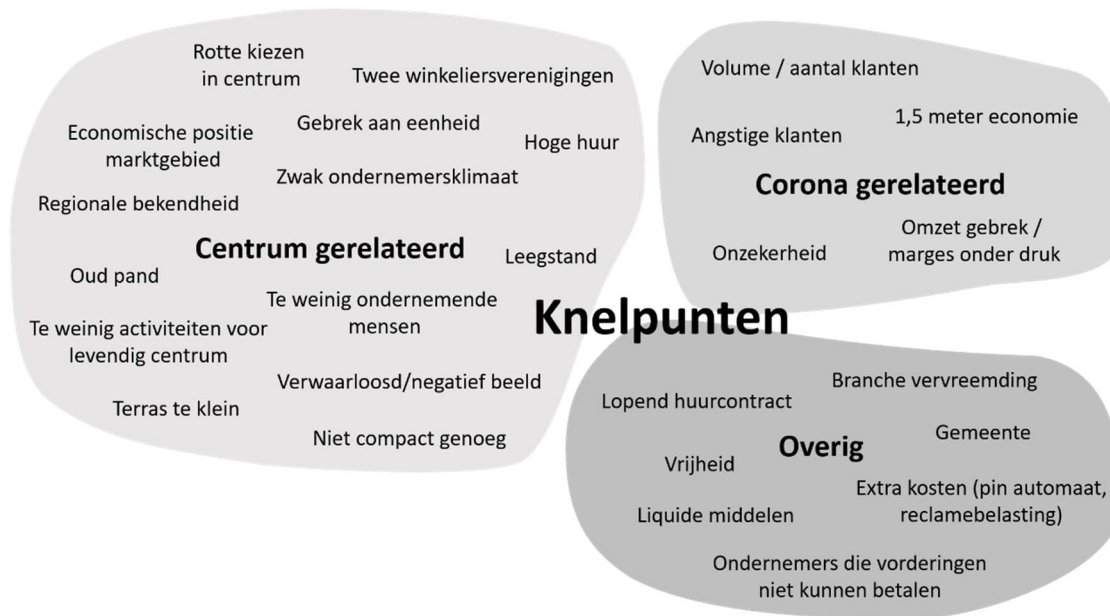 Rotte kiezen
in centrum
Twee winkeliersverenigingen
Gebrek aan eenheid
Economische positie
marktgebied
Hoge huur
Zwak ondernemersklimaat
Regionale bekendheid
Centrum gerelateerd
Leegstand
Oud pand
Te weinig ondernemende
mensen
Te weinig activiteiten voor
levendig centrum
Verwaarloosd/negatief beeld
Terras te klein
Niet compact genoeg
Knelpunten
Volume / aantal klanten
1,5 meter economie
Angstige klanten
Corona gerelateerd
Omzet gebrek /
marges onder druk
Onzekerheid
Branche vervreemding
Lopend huurcontract
Gemeente
Overig
Vrijheid
Extra kosten (pin automaat,
reclamebelasting)
Liquide middelen
Ondernemers die vorderingen
niet kunnen betalen